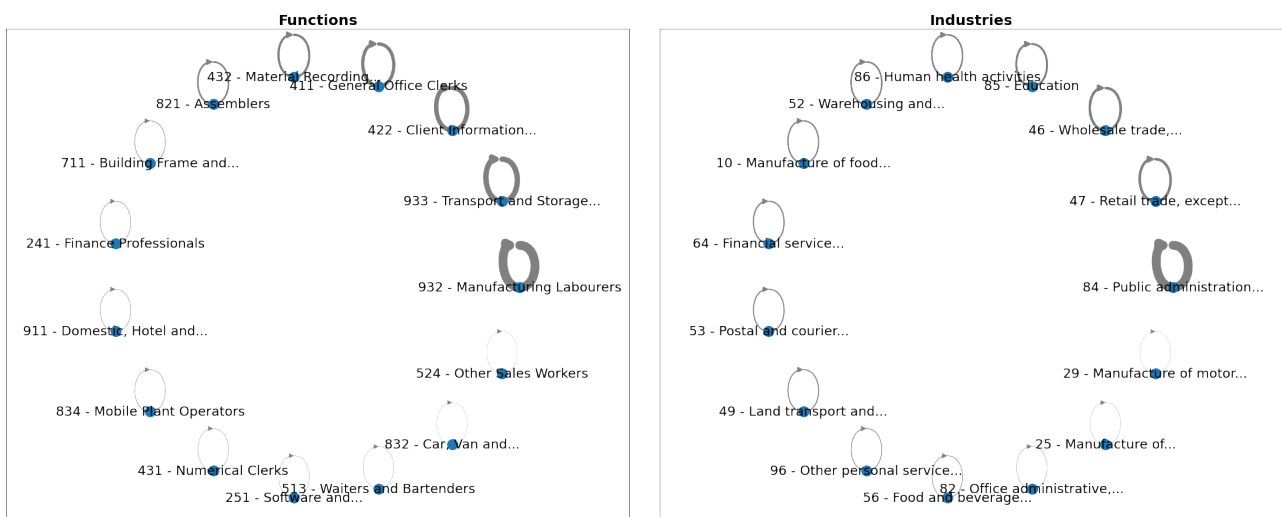 Functions
432 - Material Recording...
411 - General Office Clerks
821 - Assemblers
422 - Client Information...
711 - Building Frame and...
933 - Transport and Storage...
241 - Finance Professionals
932 - Manufacturing Labourers
911 - Domestic, Hotel and...
524 - Other Sales Workers
834 - Mobile Plant Operators
832 - Car, Van and...
431 - Numerical Clerks
513 - Waiters and Bartenders
251 - Software and...
Industries
86 - Human health activities
85 - Education
52 - Warehousing and...
46 - Wholesale trade,...
10 - Manufacture of food...
47 - Retail trade, except...
64 - Financial service...
84 - Public administration...
53 - Postal and courier...
29 - Manufacture of motor...
49 - Land transport and...
25 - Manufacture of...
96 - Other personal service...
82 - Office administrative,...
56 - Food and beverage...